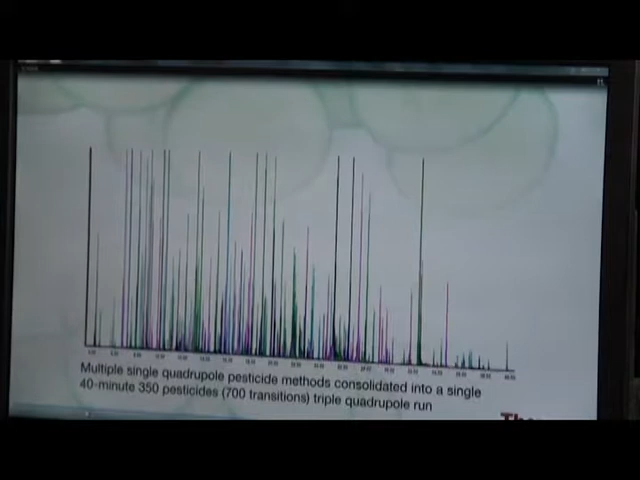 Multiple single quadrupole pesticide methods consolidated into a single
40-minute 350 pesticides (700 transitions) triple quadrupole run